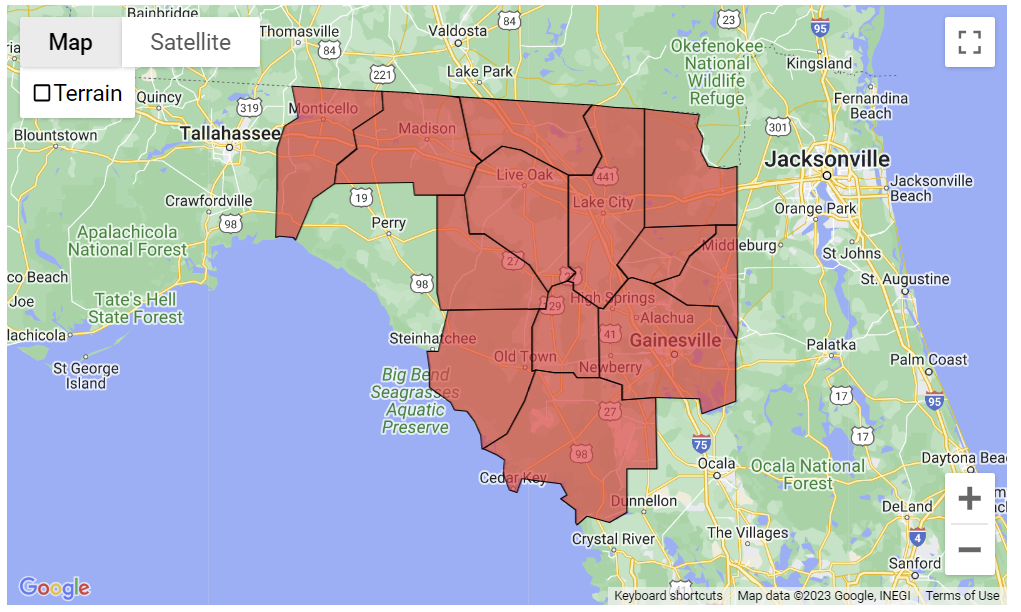 Bainbridge
Map
Satellite
Terrain
Thomasville
84
Valdosta
84
23
95
Okefenokee
National
Wildlife
Refuge
Kingsland
Lake Park
221
Quincy
319
Monticello
Fernandina
Beach
Blountstown
Tallahassee
Madison
301
Jacksonville
Live Oak
441
Jacksonville
Beach
Crawfordville
19
Lake City
Orange Park
98
Perry
Apalachicola
National Forest
Middleburg
St Johns
27
co Beach
98
27
St. Augustine
Joe
Tate's Hell
State Forest
129
High Springs
Alachua
lachicola
Steinhatchee
41
Gainesville
Palatka
St George
Island
Old Town
Newberry
Palm Coast
Big Bend
Seagrasses
Aquatic
Preserve
17
95
27
17
75
98
Ocala
Ocala National
Forest
Daytona Bea
Cedar Key
Dunnellon
DeLand
Crystal River
The Villages
4
Sanford
Google
Keyboard shortcuts
Map data ©2023 Google, INEGI
Terms of Use